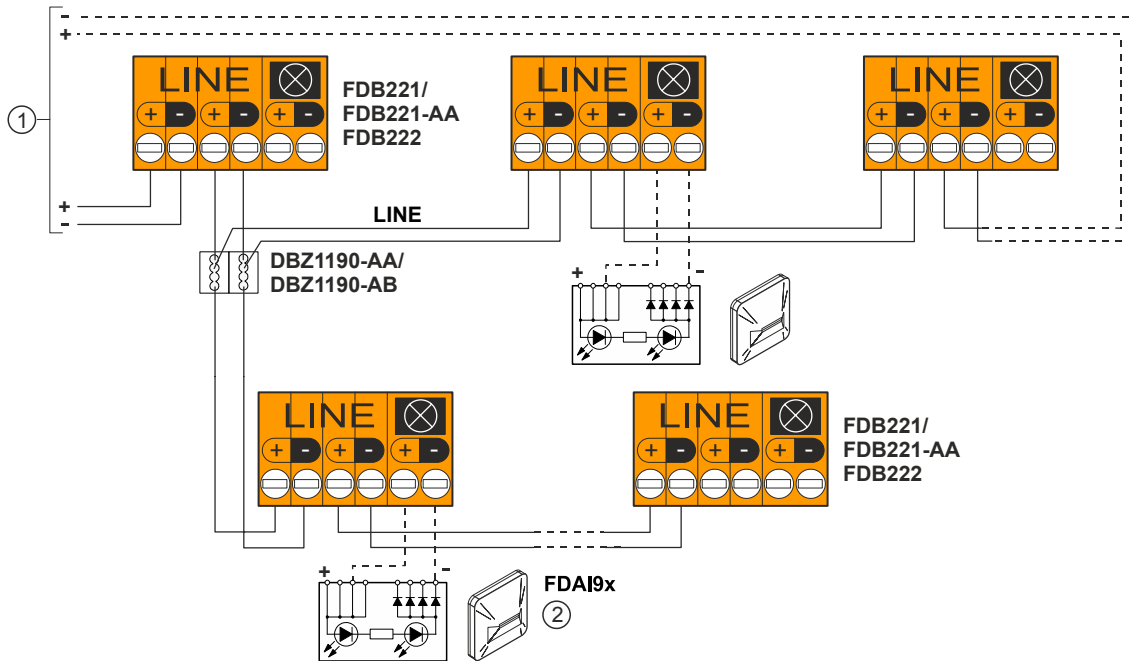 -
+
LINE
+ - + - + -
FDB221/
FDB221-AA
FDB222
LINE
+ - + - + -
LINE
+ - + - + -
1
+
-
LINE
DBZ1190-AA/
DBZ1190-AB
+ -
LINE
+ - + - + -
LINE
+ - + - + -
FDB221/
FDB221-AA
FDB222
+ -
FDAI9x
2